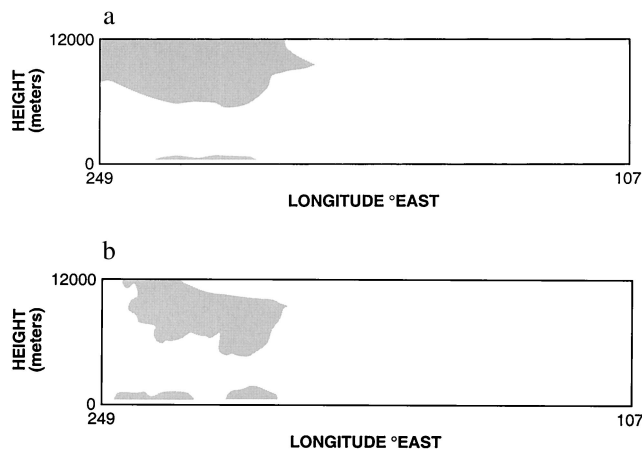 a
12000
HEIGHT
(meters)
0
249
107
LONGITUDE °EAST
b
12000
HEIGHT
(meters)
0
249
107
LONGITUDE °EAST